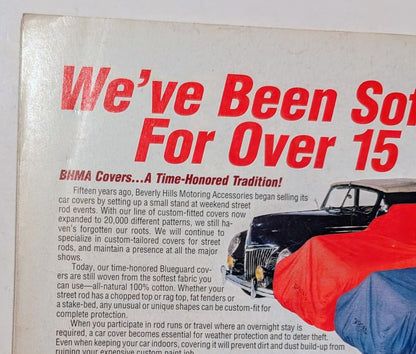 We've Been Sof
For Over 15
BHMA Covers...A Time-Honored Tradition!
Fifteen years ago, Beverly Hills Motoring Accessories began selling its
car covers by setting up a small stand at weekend street
rod events. With our line of custom-fitted covers now
expanded to 20,000 different patterns, we still ha-
ven's forgotten our roots. We will continue to
specialize in custom-tailored covers for street
rods, and maintain a presence at all the major
shows.
Today, our time-honored Blueguard cov-
ers are still woven from the softest fabric you
can use—all-natural 100% cotton. Whether your
street rod has a chopped top or rag top, fat fenders or
a stake-bed, any unusual or unique shapes can be custom-fit for
complete protection.
When you participate in rod runs or travel where an overnight stay is
required, a car cover becomes essential for weather protection and to deter theft.
Even when keeping your car indoors, covering it will prevent dirt and dust build-up from
ruining your expensive custom paint job.